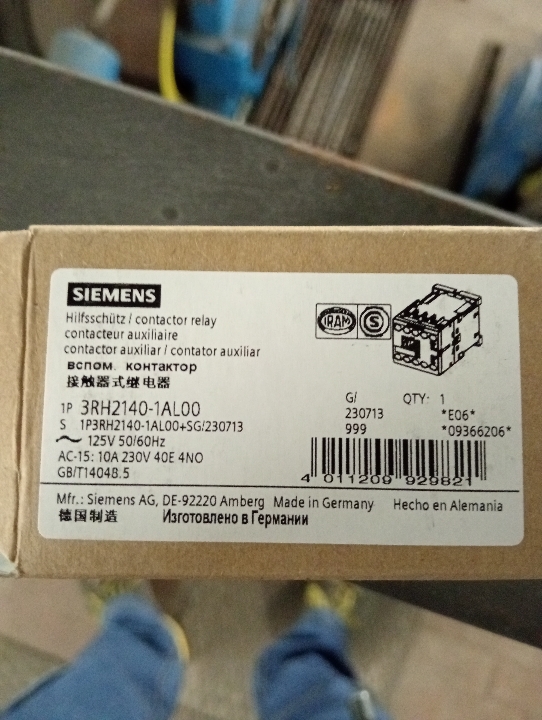 SIEMENS
Hilfsschütz / contactor relay
contacteur auxiliaire
contactor auxiliar / contator auxiliar
вспом. контактор
接触器式继电器
IRAM S
1P 3RH2140-1AL00
S 1P3RH2140-1AL00+SG/230713
~ 125V 50/60Hz
AC-15: 10A 230V 40E 4NO
GB/T14048.5
G/ QTY: 1
230713 *E06*
999 *09366206*
4 011209 929821
Mfr.: Siemens AG, DE-92220 Amberg Made in Germany Hecho en Alemania
德国制造 Изготовлено в Германии